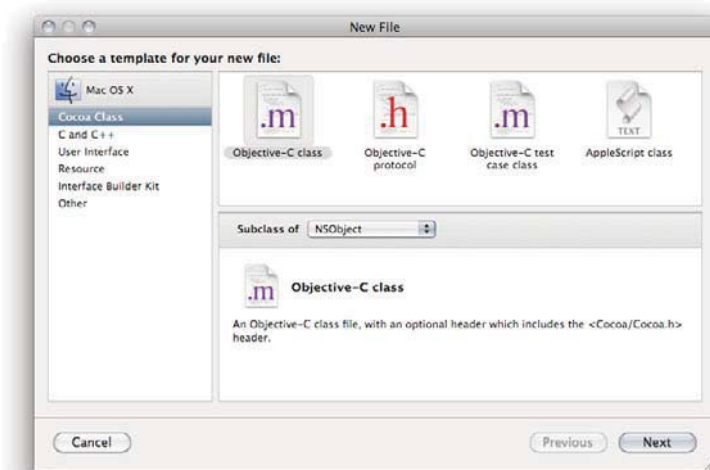 New File
Choose a template for your new file:
Mac OS X
Cocoa Class
C and C++
User Interface
Resource
Interface Builder Kit
Other
.m
.h
.m
TEXT
Objective-C class
Objective-C
protocol
Objective-C test
case class
AppleScript class
Subclass of NSObject
.m
Objective-C class
An Objective-C class file, with an optional header which includes the <Cocoa/Cocoa.h>
header.
Cancel
Previous
Next